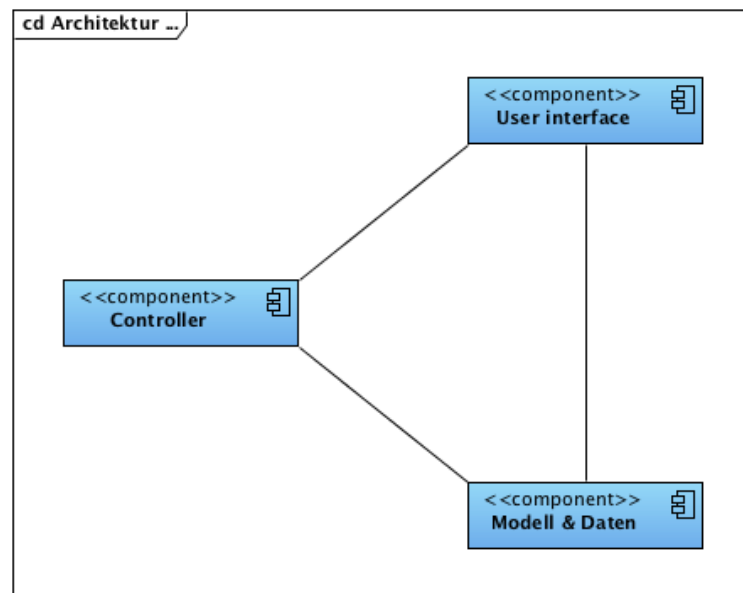 cd Architektur ...
<<component>>
User interface
<<component>>
Controller
<<component>>
Modell & Daten